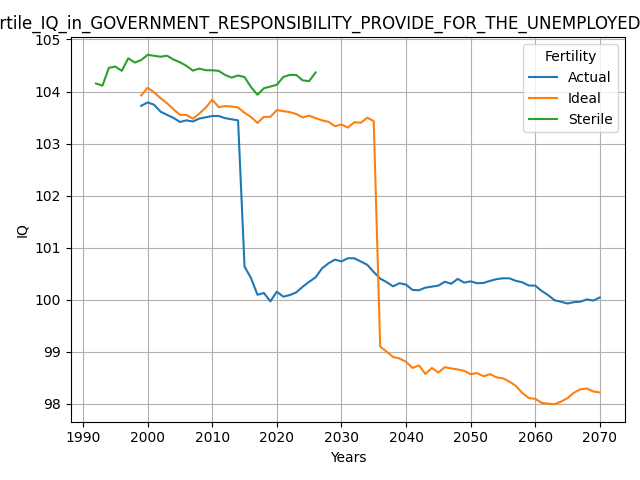 rtile_IQ_in_GOVERNMENT_RESPONSIBILITY_PROVIDE_FOR_THE_UNEMPLOYED
105
104
103
102
101
100
99
98
IQ
Fertility
Actual
Ideal
Sterile
1990 2000 2010 2020 2030 2040 2050 2060 2070
Years